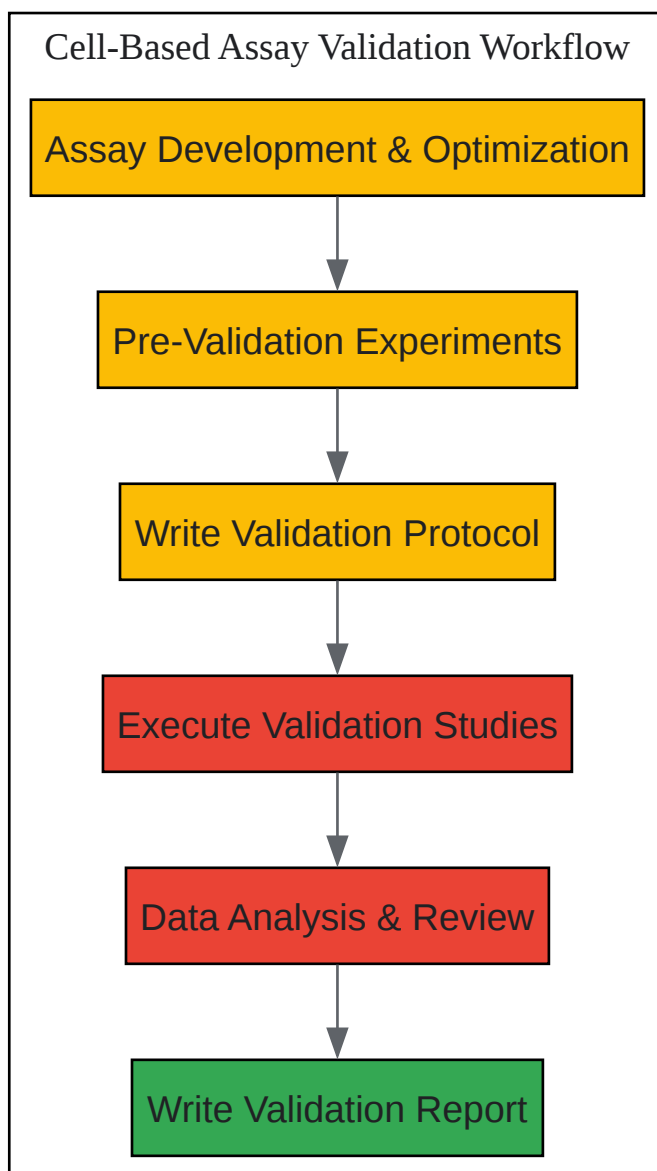 Cell-Based Assay Validation Workflow
Assay Development & Optimization
Pre-Validation Experiments
Write Validation Protocol
Execute Validation Studies
Data Analysis & Review
Write Validation Report